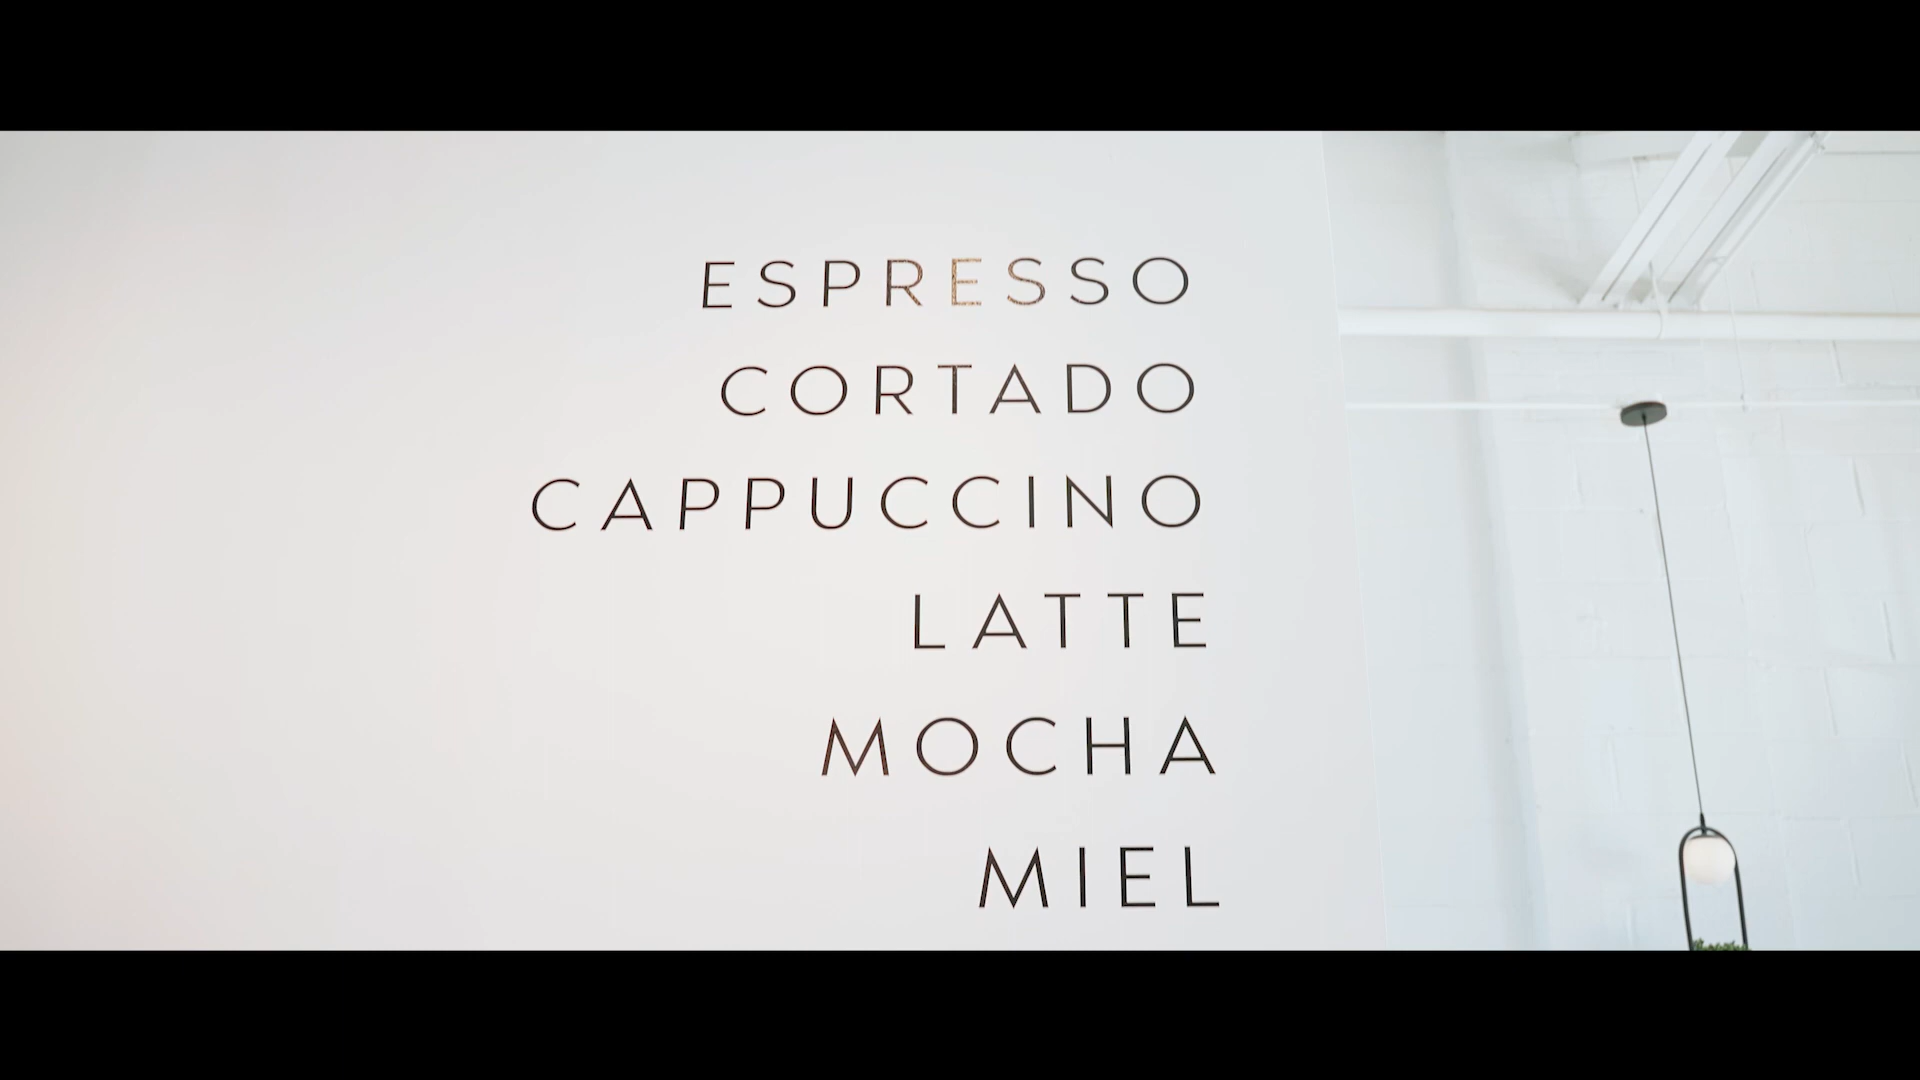 ESPRESSO
CORTADO
CAPPUCCINO
LATTE
MOCHA
MIEL